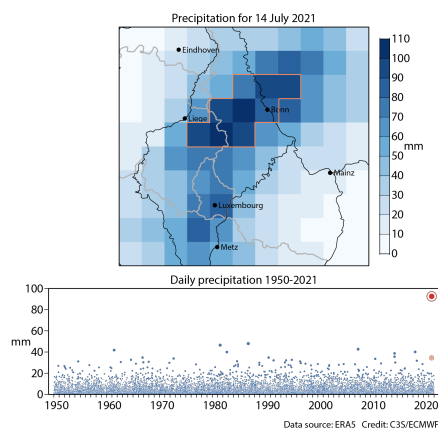 Precipitation for 14 July 2021
Eindhoven
Bonn
Liege
Mainz
Luxembourg
Metz
110
100
90
80
70
60
50
40
30
20
10
0
mm
Daily precipitation 1950-2021
100
80
60
40
20
0
mm
1950 1960 1970 1980 1990 2000 2010 2020
Data source: ERA5 Credit: C3S/ECMWF